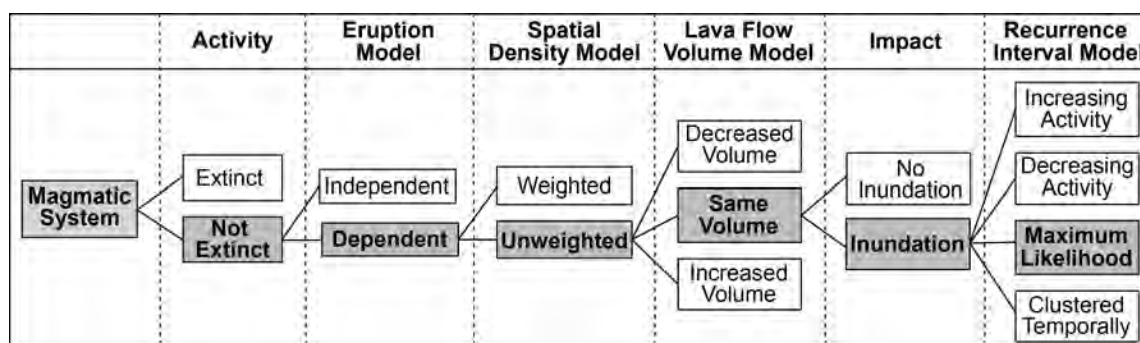 Activity
Eruption
Model
Spatial
Density Model
Lava Flow
Volume Model
Impact
Recurrence
Interval Model
Magmatic
System
Extinct
Not
Extinct
Independent
Dependent
Weighted
Unweighted
Decreased
Volume
Same
Volume
Increased
Volume
No
Inundation
Inundation
Increasing
Activity
Decreasing
Activity
Maximum
Likelihood
Clustered
Temporally